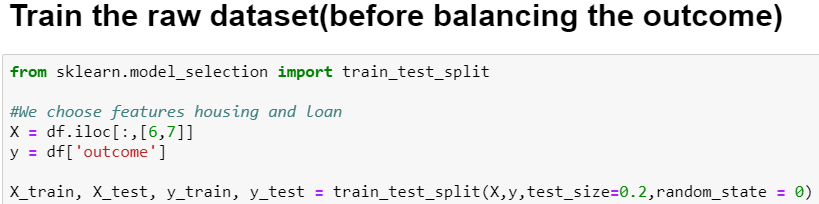 Train the raw dataset(before balancing the outcome)
from sklearn.model_selection import train_test_split
#We choose features housing and loan
X = df.iloc[:,[6,7]]
y = df['outcome']
X_train, X_test, y_train, y_test = train_test_split(X,y,test_size=0.2,random_state = 0)